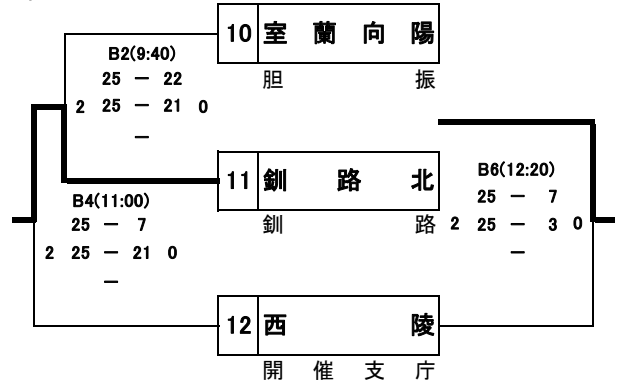 10 室蘭向陽
胆振
B2(9:40)
25 － 22
2 25 － 21 0
－
11 釧路北
釧路
B4(11:00)
25 － 7
2 25 － 21 0
－
B6(12:20)
25 － 7
2 25 － 3 0
－
12 西陵
開催支庁